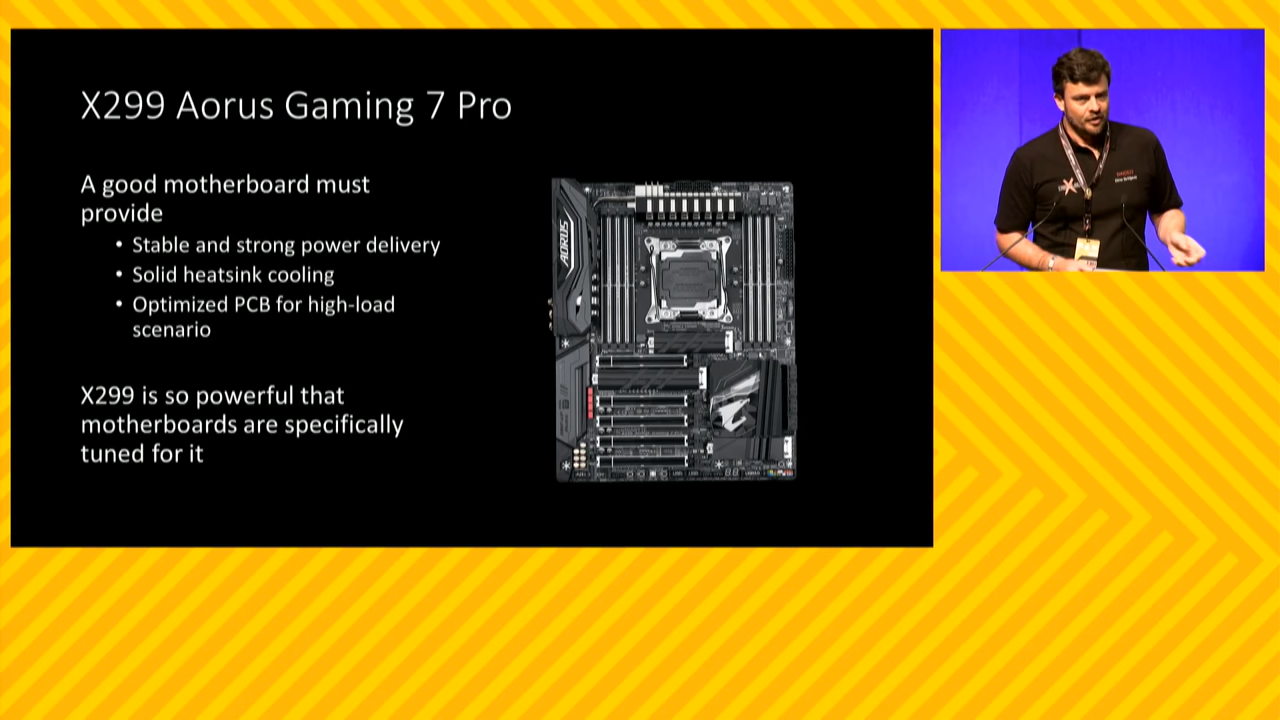 X299 Aorus Gaming 7 Pro
A good motherboard must
provide
• Stable and strong power delivery
• Solid heatsink cooling
• Optimized PCB for high-load
scenario
X299 is so powerful that
motherboards are specifically
tuned for it
AORUS